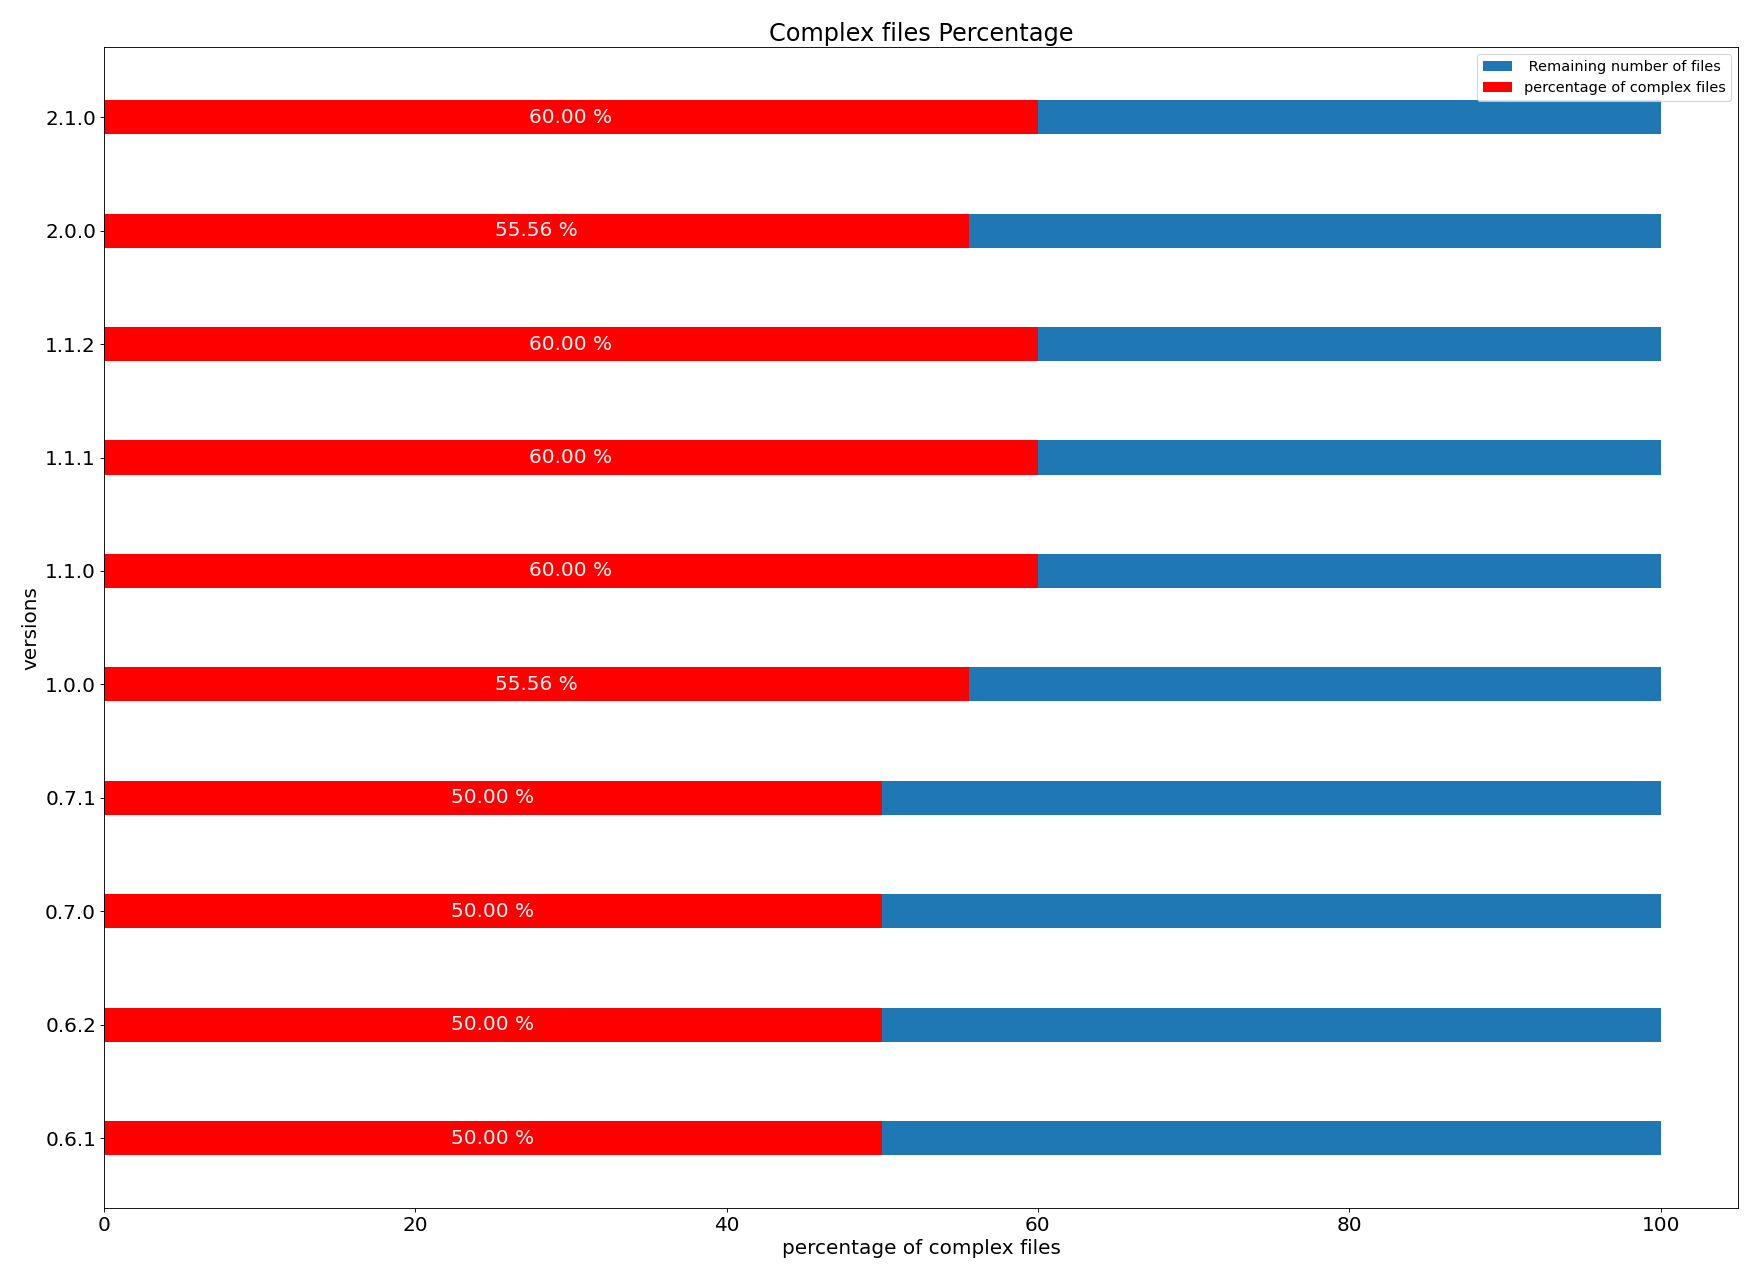 Complex files Percentage
Remaining number of files
percentage of complex files
2.1.0 60.00 %
2.0.0 55.56 %
1.1.2 60.00 %
1.1.1 60.00 %
1.1.0 60.00 %
versions
1.0.0 55.56 %
0.7.1 50.00 %
0.7.0 50.00 %
0.6.2 50.00 %
0.6.1 50.00 %
0 20 40 60 80 100
percentage of complex files